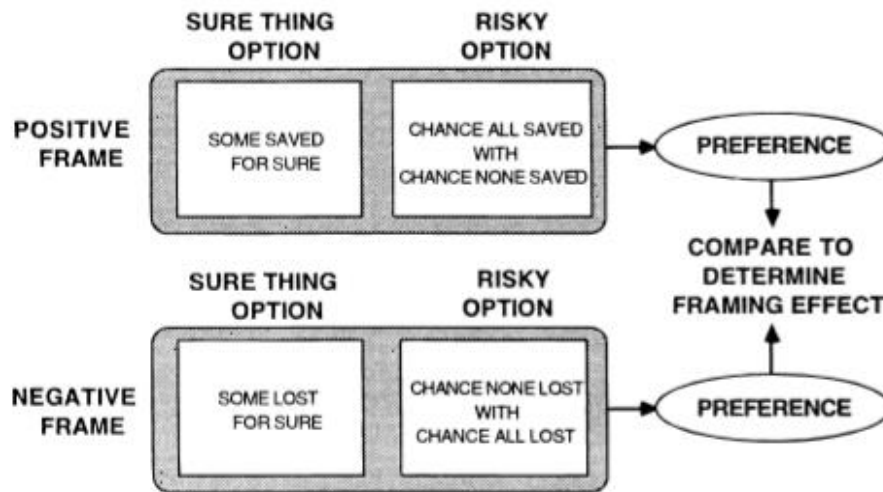 SURE THING
OPTION
RISKY
OPTION
POSITIVE
FRAME
SOME SAVED
FOR SURE
CHANCE ALL SAVED
WITH
CHANCE NONE SAVED
PREFERENCE
COMPARE TO
DETERMINE
FRAMING EFFECT
SURE THING
OPTION
RISKY
OPTION
NEGATIVE
FRAME
SOME LOST
FOR SURE
CHANCE NONE LOST
WITH
CHANCE ALL LOST
PREFERENCE